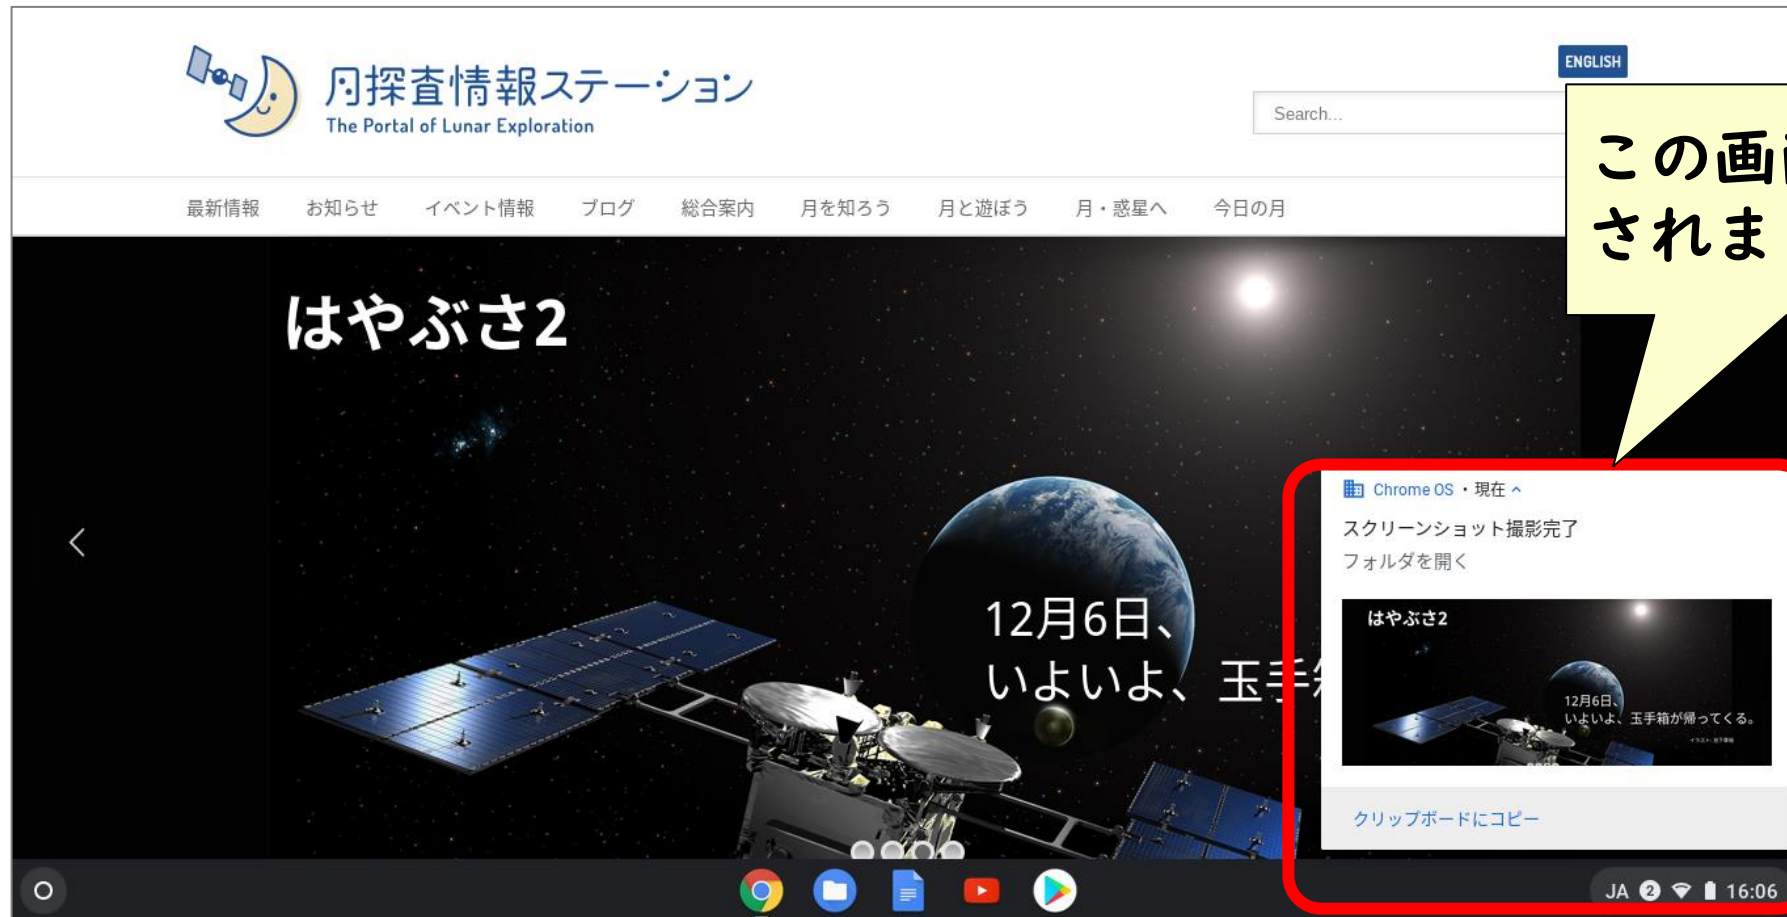 月探査情報ステーション
The Portal of Lunar Exploration
ENGLISH
Search...
この画
されま
最新情報 お知らせ イベント情報 ブログ 総合案内 月を知ろう 月と遊ぼう 月・惑星へ 今日の月
はやぶさ2
12月6日、
いよいよ、玉手
Chrome OS ・現在
スクリーンショット撮影完了
フォルダを開く
はやぶさ2
12月6日、
いよいよ、玉手箱が帰ってくる。
クリップボードにコピー
JA 2 16:06